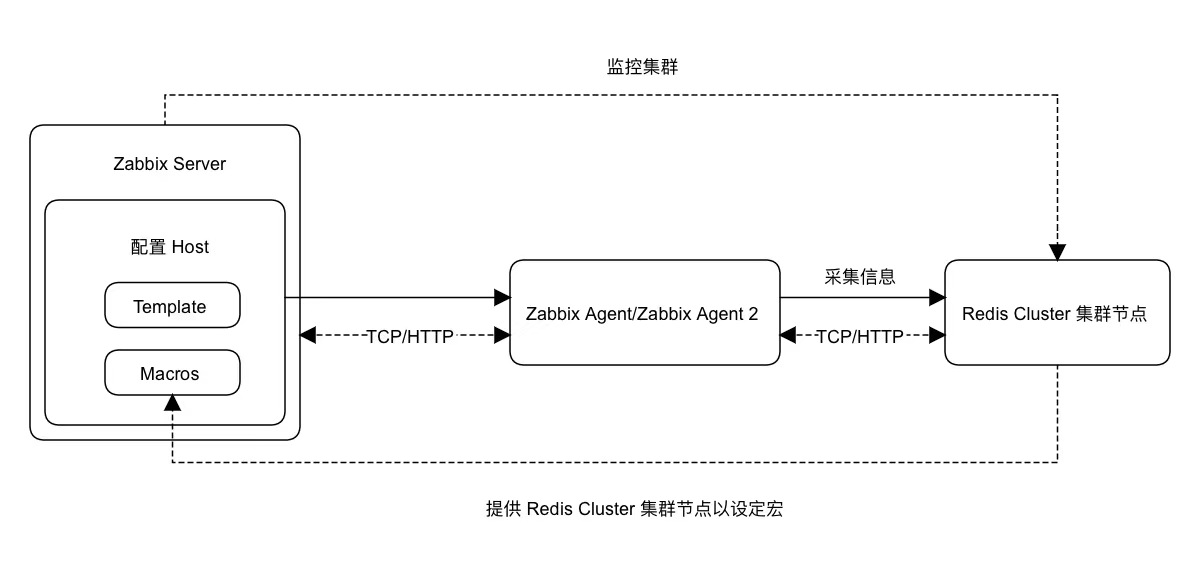 监控集群
Zabbix Server
配置 Host
Template
Macros
TCP/HTTP
Zabbix Agent/Zabbix Agent 2
采集信息
TCP/HTTP
Redis Cluster 集群节点
提供 Redis Cluster 集群节点以设定宏